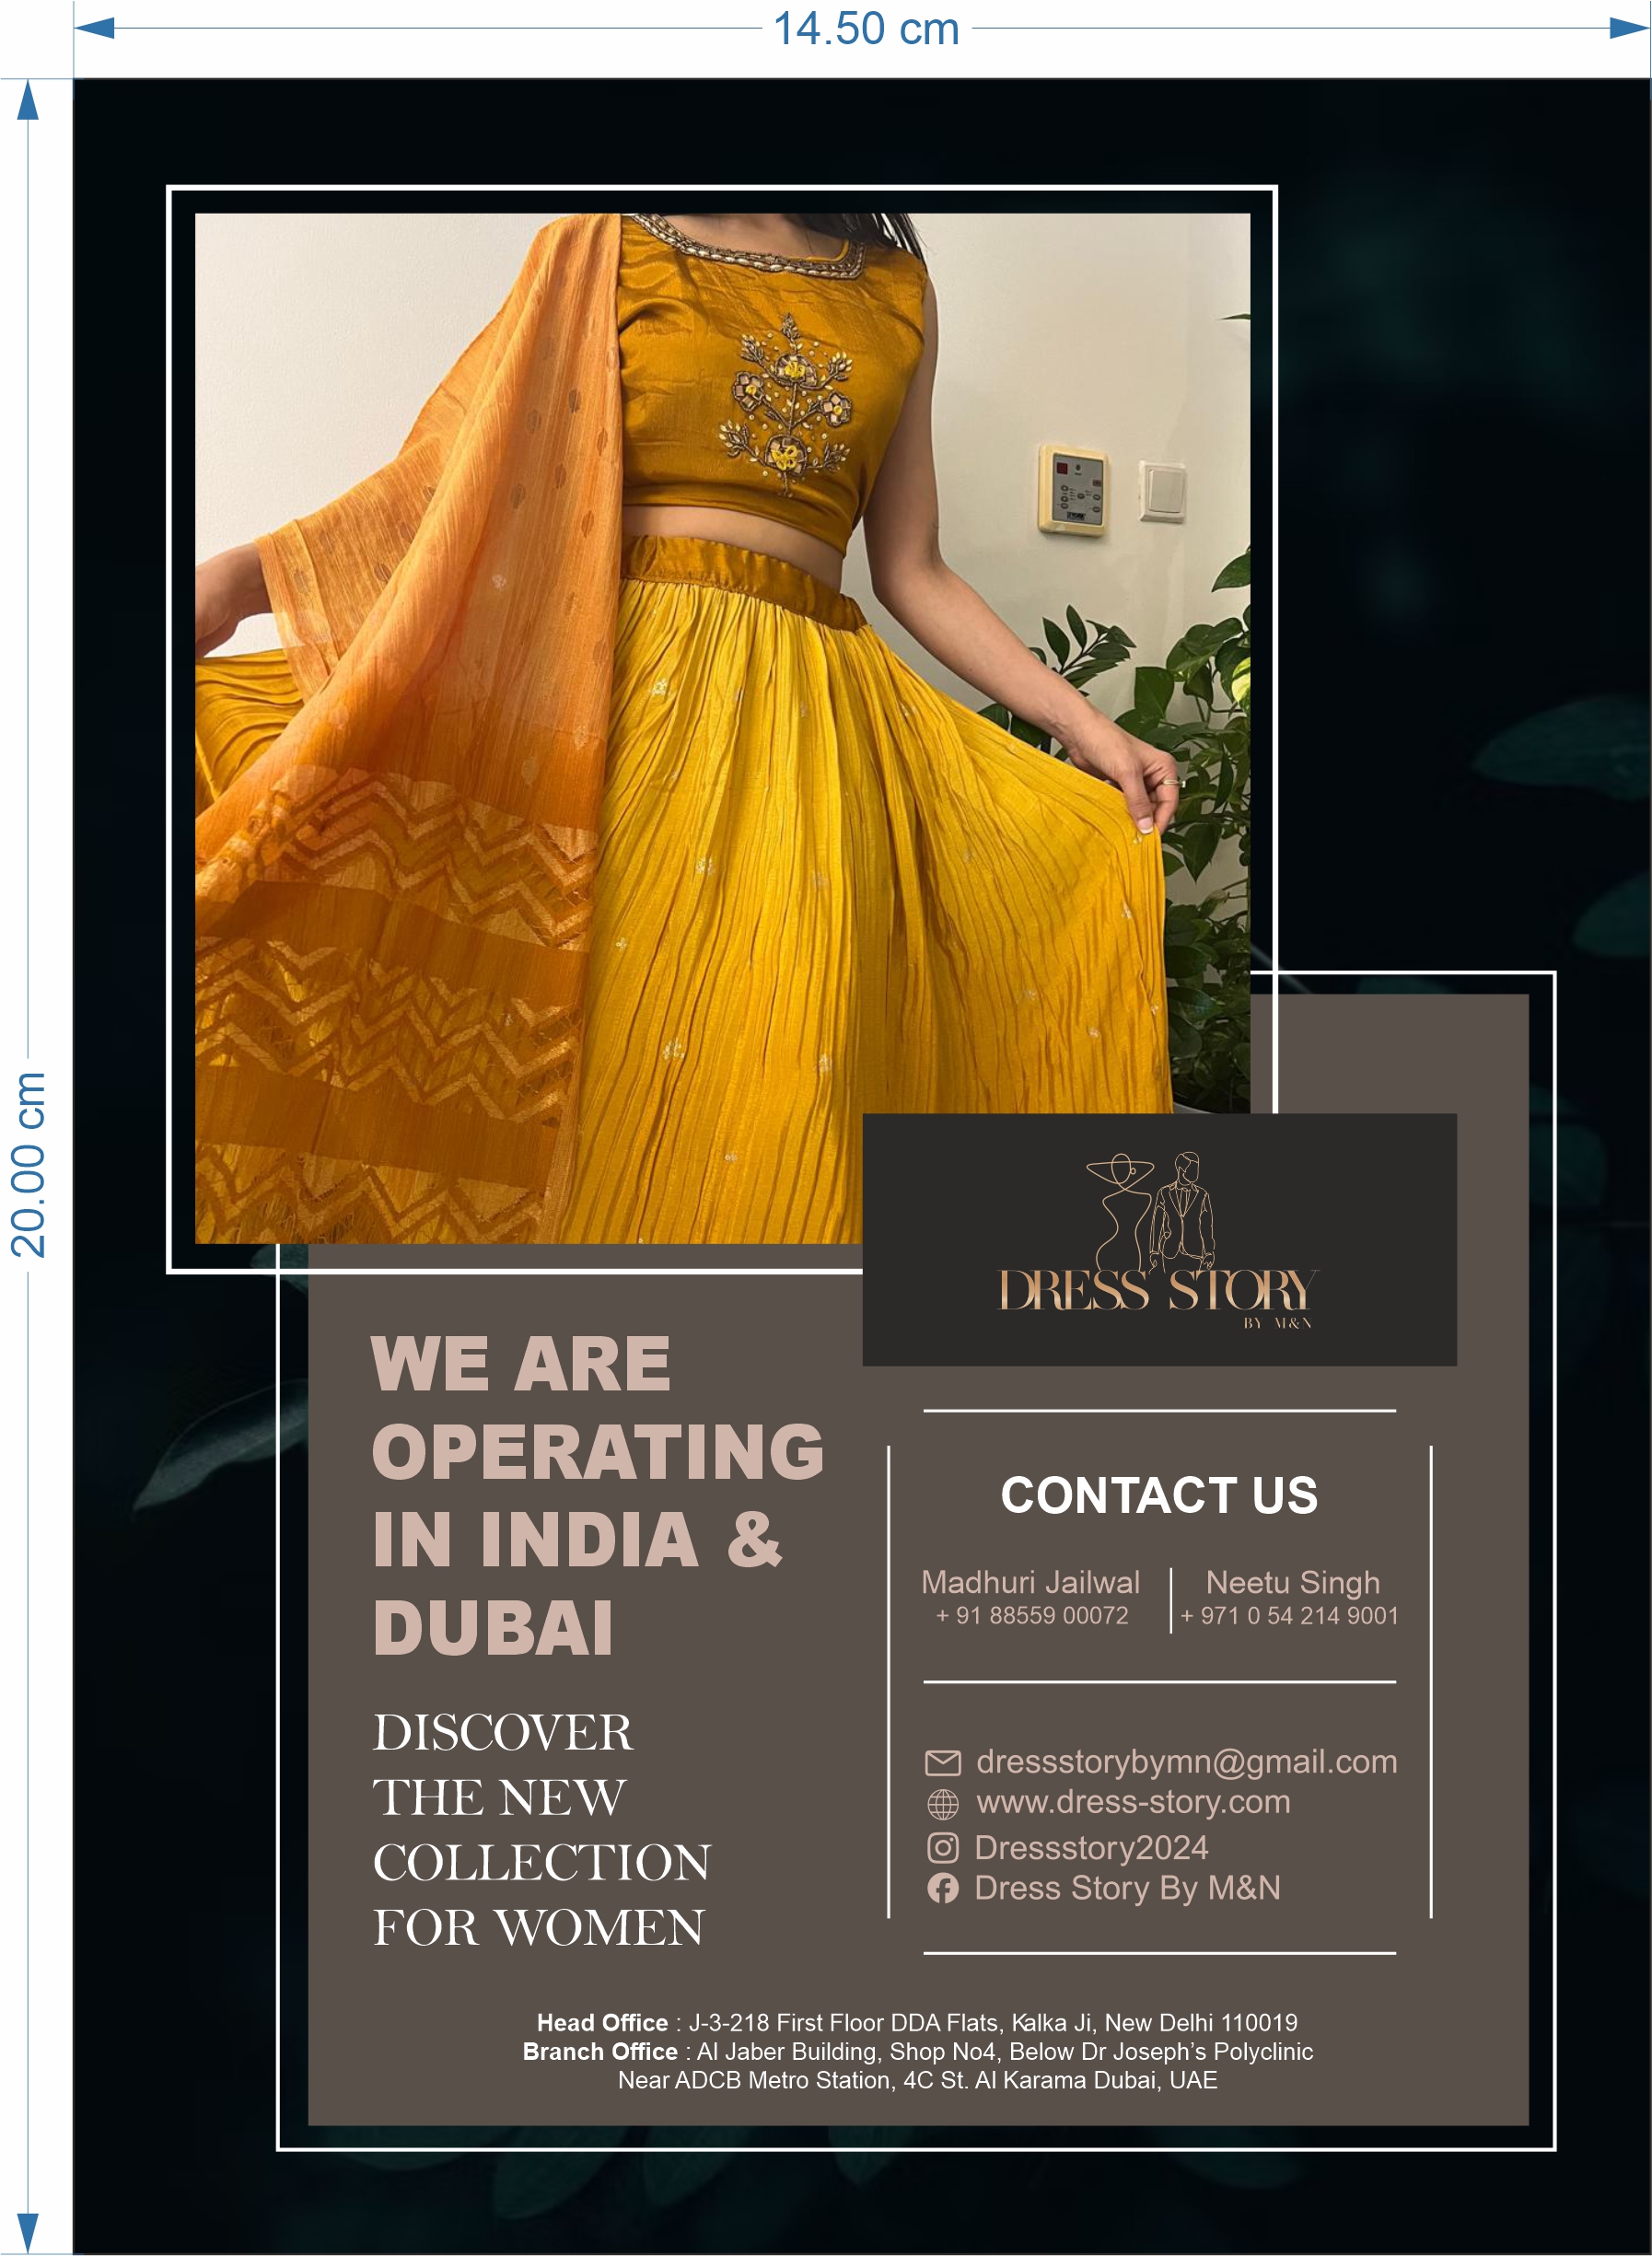 14.50 cm
20.00 cm
DRESS STORY
BY M&N
WE ARE
OPERATING
IN INDIA &
DUBAI
DISCOVER
THE NEW
COLLECTION
FOR WOMEN
CONTACT US
Madhuri Jailwal
+ 91 88559 00072
Neetu Singh
+ 971 0 54 214 9001
dressstorybymn@gmail.com
www.dress-story.com
Dressstory2024
Dress Story By M&N
Head Office : J-3-218 First Floor DDA Flats, Kalka Ji, New Delhi 110019
Branch Office : Al Jaber Building, Shop No4, Below Dr Joseph’s Polyclinic
Near ADCB Metro Station, 4C St. Al Karama Dubai, UAE